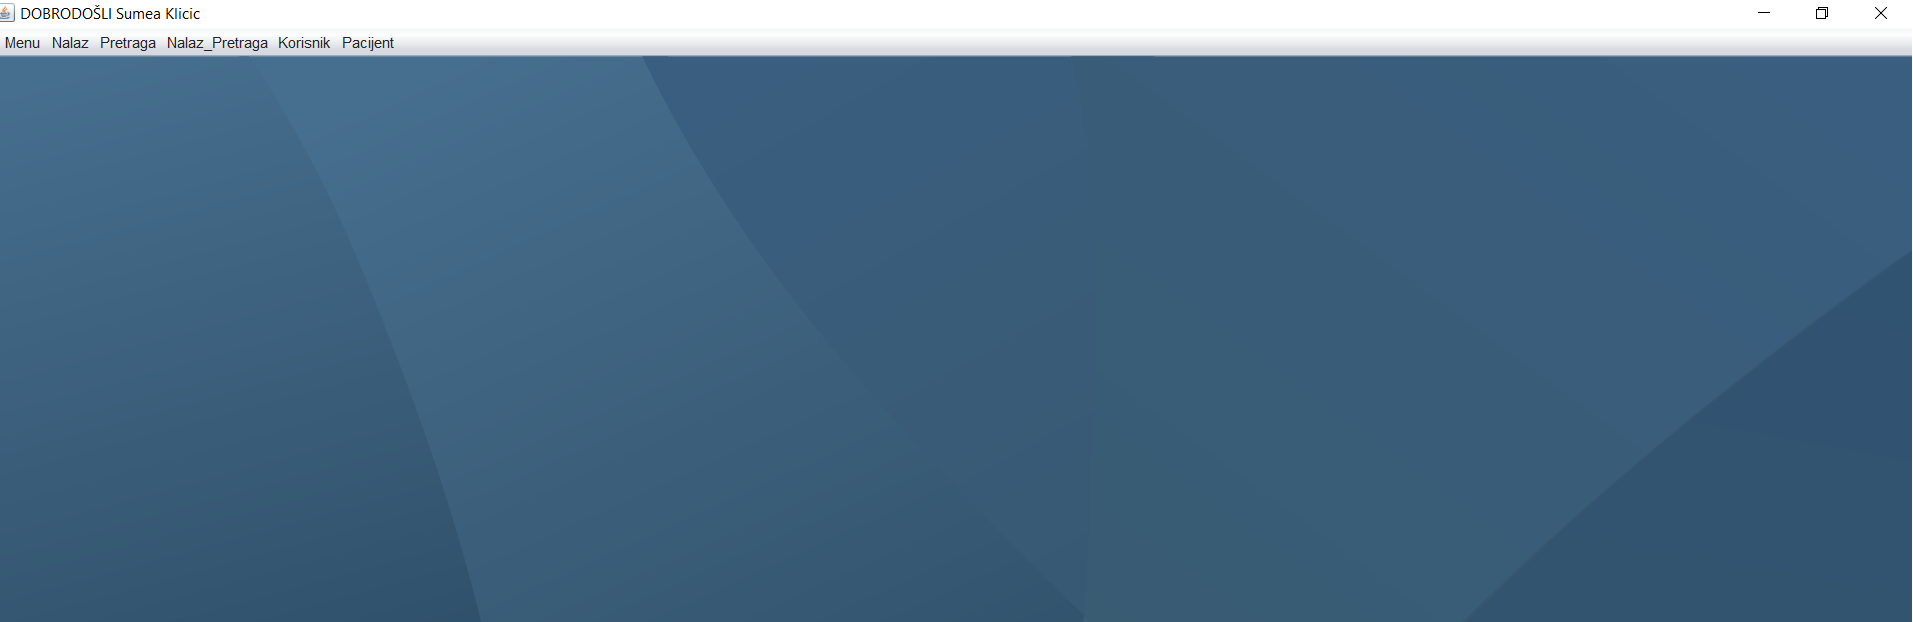 DOBRODOŠLI Sumea Klicic
Menu Nalaz Pretraga Nalaz_Pretraga Korisnik Pacijent